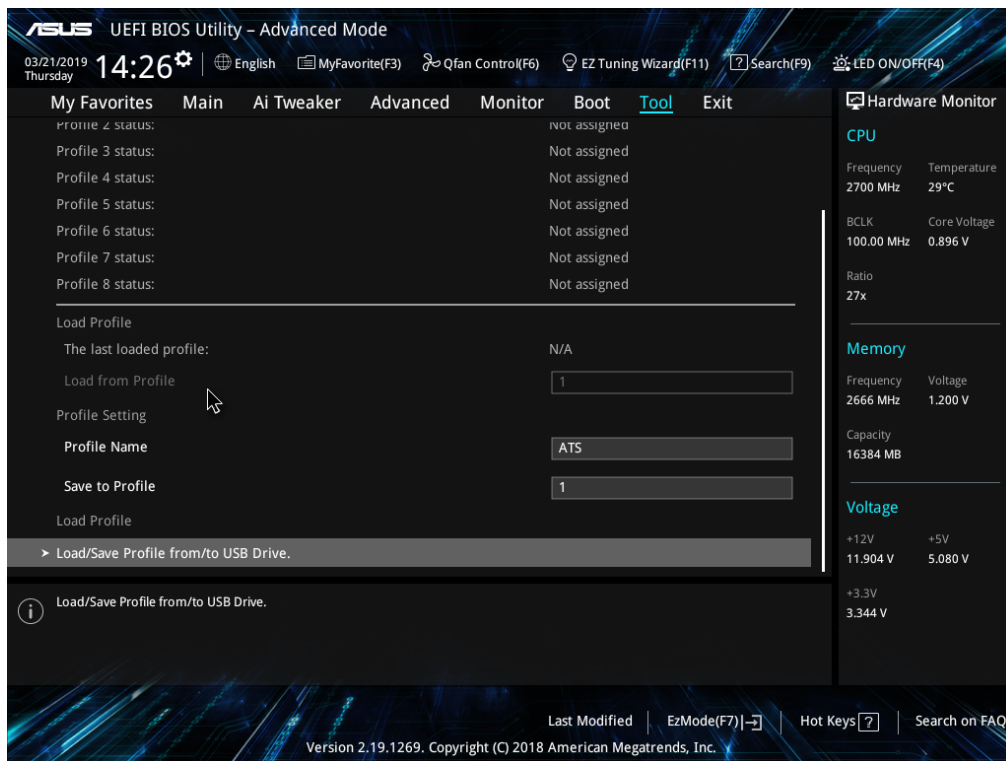 ASUS UEFI BIOS Utility – Advanced Mode
03/21/2019 Thursday 14:26 English MyFavorite(F3) Qfan Control(F6) EZ Tuning Wizard(F11) ? Search(F9) LED ON/OFF(F4)
My Favorites Main Ai Tweaker Advanced Monitor Boot Tool Exit
Profile 2 status: Not assigned
Profile 3 status: Not assigned
Profile 4 status: Not assigned
Profile 5 status: Not assigned
Profile 6 status: Not assigned
Profile 7 status: Not assigned
Profile 8 status: Not assigned
Load Profile
The last loaded profile: N/A
Load from Profile 1
Profile Setting
Profile Name ATS
Save to Profile 1
Load Profile
Load/Save Profile from/to USB Drive.
Load/Save Profile from/to USB Drive.
Hardware Monitor
CPU
Frequency Temperature
2700 MHz 29°C
BCLK Core Voltage
100.00 MHz 0.896 V
Ratio
27x
Memory
Frequency Voltage
2666 MHz 1.200 V
Capacity
16384 MB
Voltage
+12V +5V
11.904 V 5.080 V
+3.3V
3.344 V
Last Modified EzMode(F7) Hot Keys ? Search on FAQ
Version 2.19.1269. Copyright (C) 2018 American Megatrends, Inc.